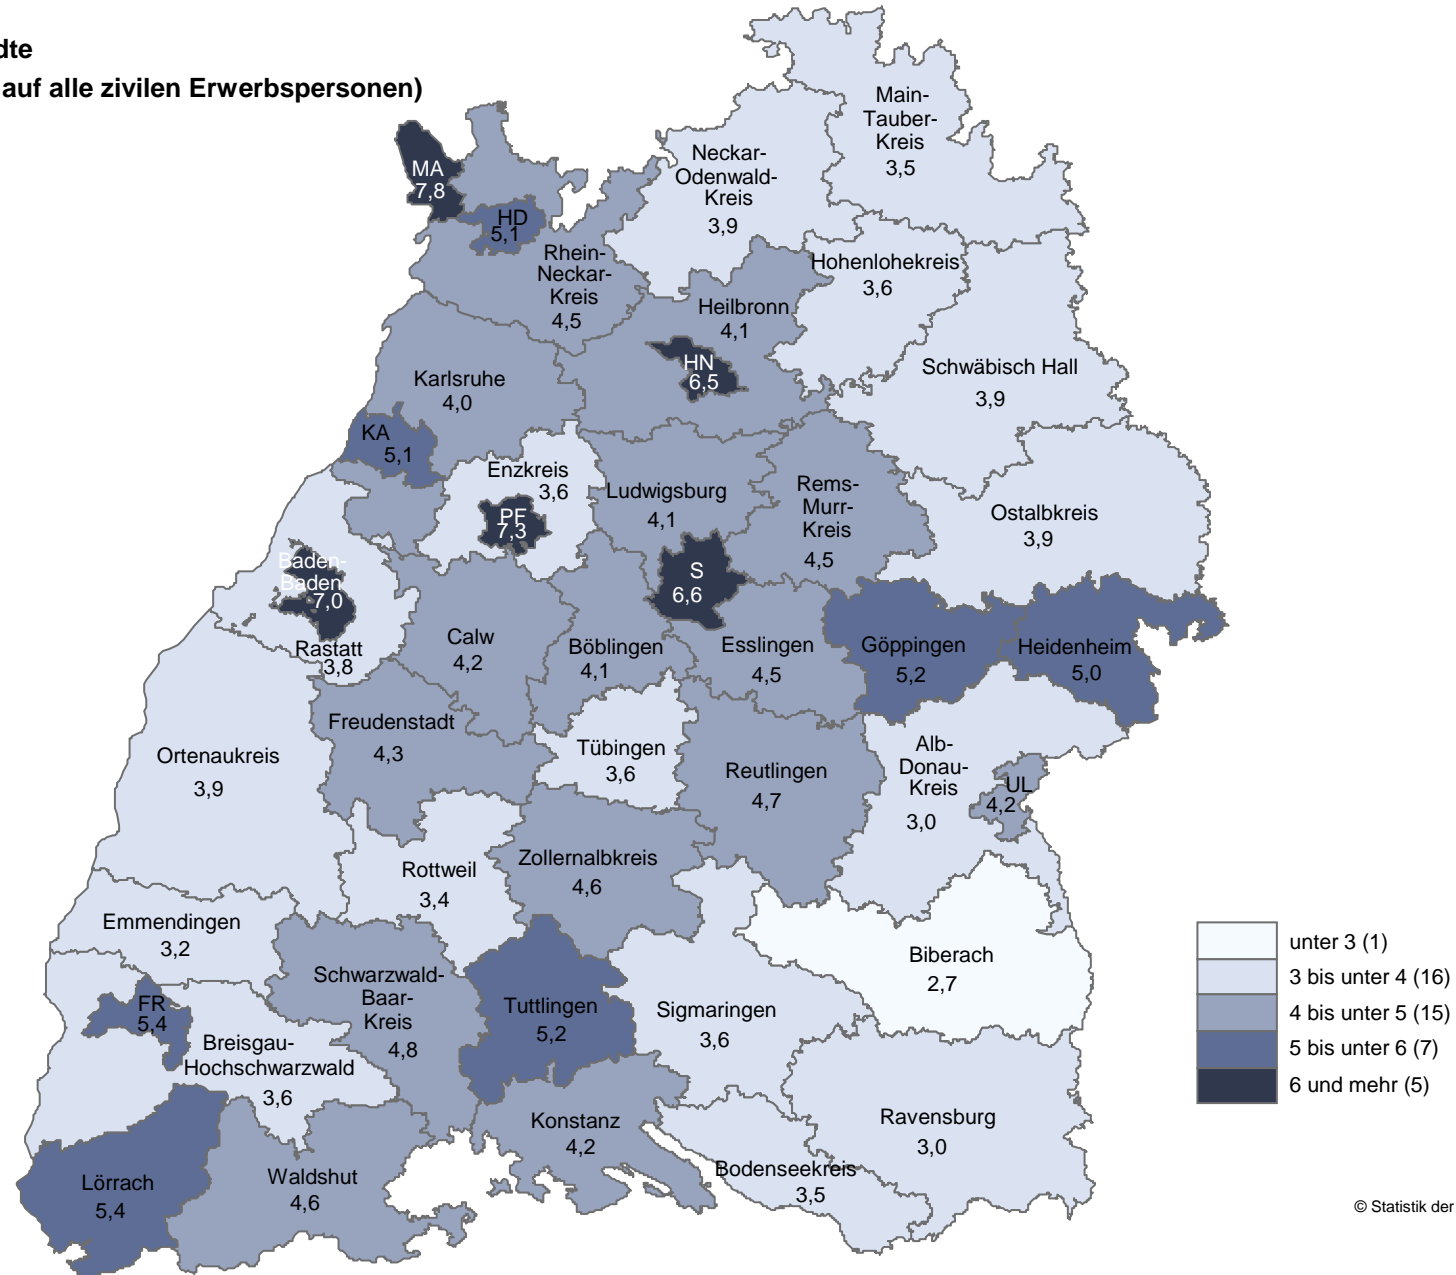 dte
auf alle zivilen Erwerbspersonen)
Main-
Tauber-
Kreis
3,5
Neckar-
Odenwald-
Kreis
3,9
MA
7,8
HD
5,1
Rhein-
Neckar-
Kreis
4,5
Hohenlohekreis
3,6
Heilbronn
4,1
HN
6,5
Schwäbisch Hall
3,9
Karlsruhe
4,0
KA
5,1
Enzkreis
3,6
PF
7,3
Ludwigsburg
4,1
Rems-
Murr-
Kreis
4,5
Ostalbkreis
3,9
Baden-
Baden
7,0
Rastatt
3,8
S
6,6
Calw
4,2
Böblingen
4,1
Esslingen
4,5
Göppingen
5,2
Heidenheim
5,0
Freudenstadt
4,3
Ortenaukreis
3,9
Tübingen
3,6
Reutlingen
4,7
Alb-
Donau-
Kreis
3,0
UL
4,2
Rottweil
3,4
Zollernalbkreis
4,6
Emmendingen
3,2
Biberach
2,7
Schwarzwald-
Baar-
Kreis
4,8
Tuttlingen
5,2
Sigmaringen
3,6
FR
5,4
Breisgau-
Hochschwarzwald
3,6
Konstanz
4,2
Ravensburg
3,0
Bodenseekreis
3,5
Lörrach
5,4
Waldshut
4,6
unter 3 (1)
3 bis unter 4 (16)
4 bis unter 5 (15)
5 bis unter 6 (7)
6 und mehr (5)
© Statistik der